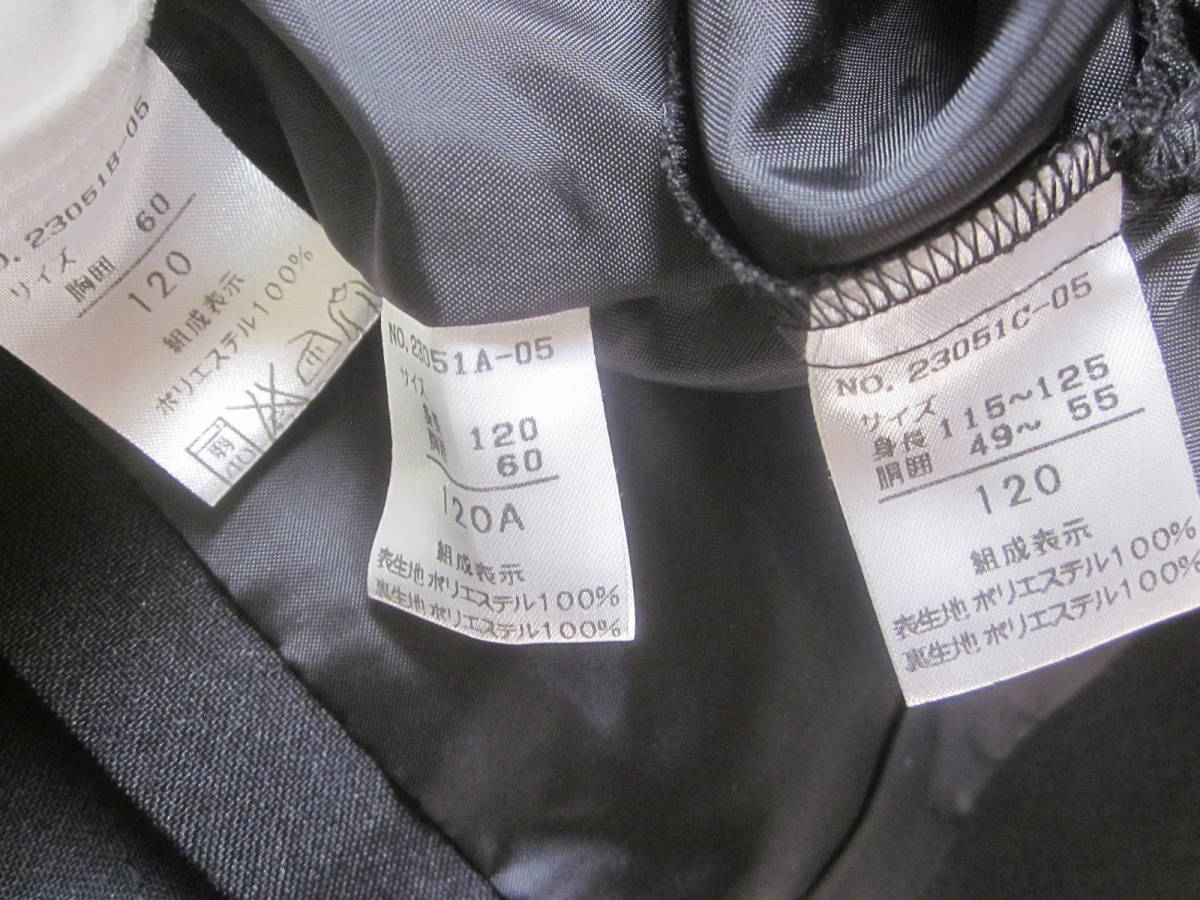 23051B-05
サイズ
胸囲 60
120
組成表示
ポリエステル100%
弱
40
NO.23051A-05
サイズ
120
60
120A
組成表示
表生地 ポリエステル100%
裏生地 ポリエステル100%
NO. 23051C-05
サイズ
身長 115~125
胴囲 49~ 55
120
組成表示
表生地 ポリエステル100%
裏生地 ポリエステル100%